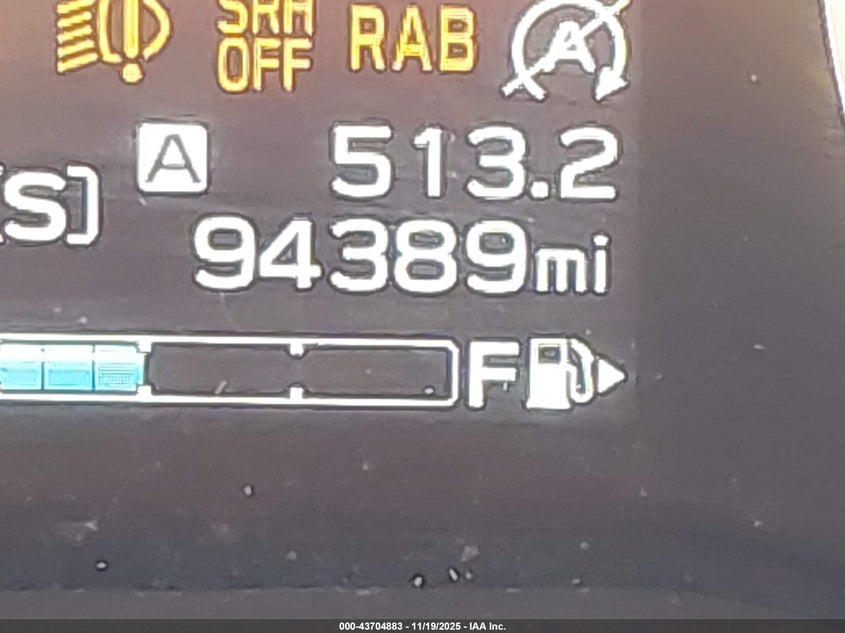 SRH
OFF
RAB
A
A
513.2
S]
94389mi
F
000-43704883 - 11/19/2025 - IAA Inc.